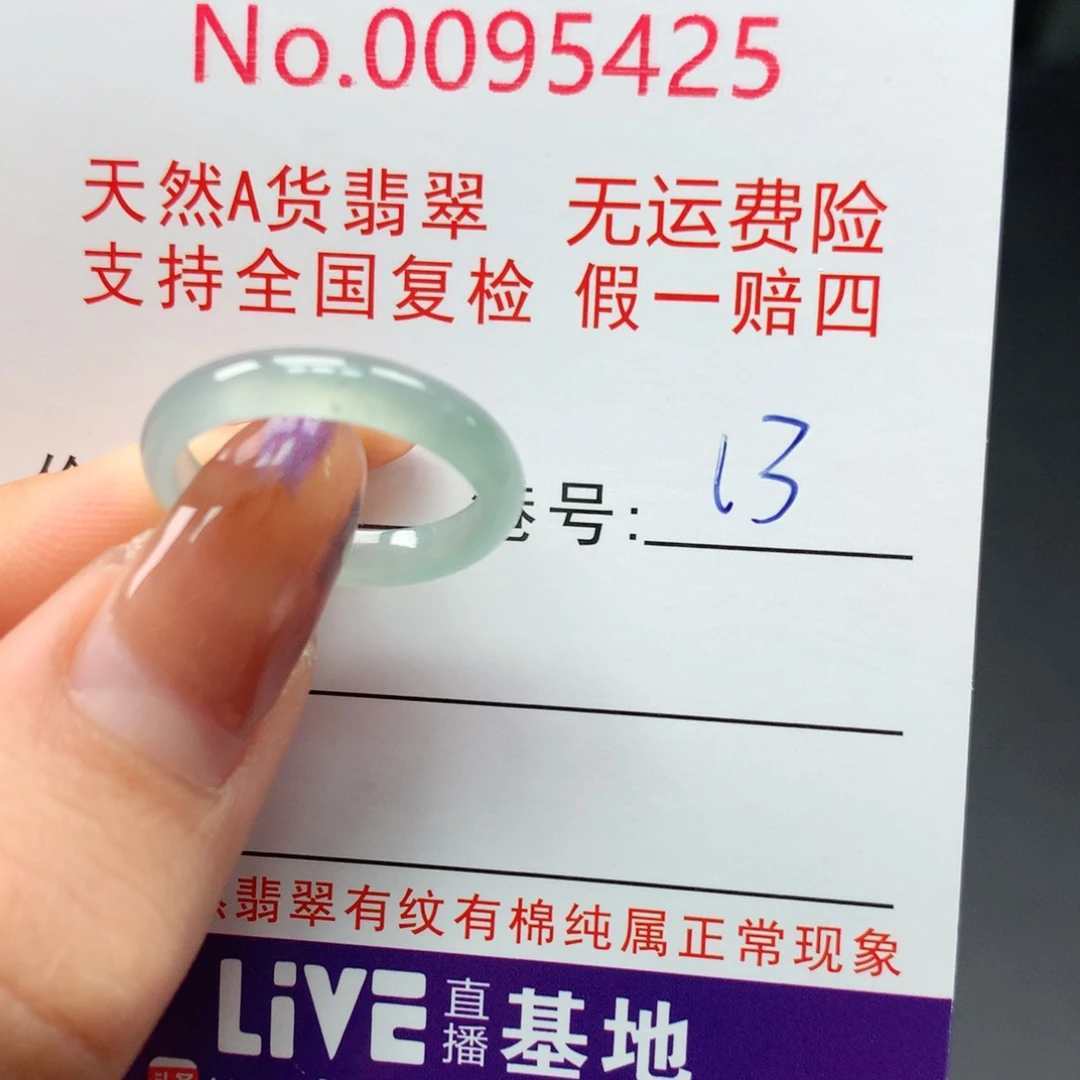 No.0095425
天然A货翡翠 无运费险
支持全国复检 假一赔四
号: 13
翡翠有纹有棉纯属正常现象
LiVE 直播 基地